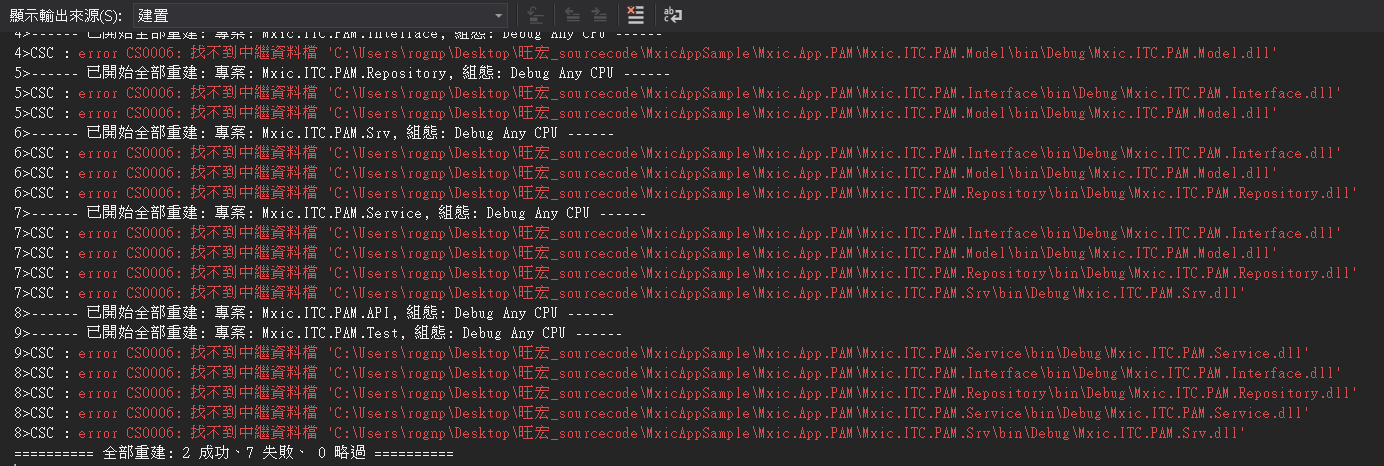 顯示輸出來源(S): 建置
4>------ 已開始全部重建: 專案: Mxic.ITC.PAM.Interface, 組態: Debug Any CPU ------
4>CSC : error CS0006: 找不到中繼資料檔 'C:\Users\rognp\Desktop\旺宏_sourcecode\MxicAppSample\Mxic.App.PAM\Mxic.ITC.PAM.Model\bin\Debug\Mxic.ITC.PAM.Model.dll'
5>------ 已開始全部重建: 專案: Mxic.ITC.PAM.Repository, 組態: Debug Any CPU ------
5>CSC : error CS0006: 找不到中繼資料檔 'C:\Users\rognp\Desktop\旺宏_sourcecode\MxicAppSample\Mxic.App.PAM\Mxic.ITC.PAM.Interface\bin\Debug\Mxic.ITC.PAM.Interface.dll'
5>CSC : error CS0006: 找不到中繼資料檔 'C:\Users\rognp\Desktop\旺宏_sourcecode\MxicAppSample\Mxic.App.PAM\Mxic.ITC.PAM.Model\bin\Debug\Mxic.ITC.PAM.Model.dll'
6>------ 已開始全部重建: 專案: Mxic.ITC.PAM.Srv, 組態: Debug Any CPU ------
6>CSC : error CS0006: 找不到中繼資料檔 'C:\Users\rognp\Desktop\旺宏_sourcecode\MxicAppSample\Mxic.App.PAM\Mxic.ITC.PAM.Interface\bin\Debug\Mxic.ITC.PAM.Interface.dll'
6>CSC : error CS0006: 找不到中繼資料檔 'C:\Users\rognp\Desktop\旺宏_sourcecode\MxicAppSample\Mxic.App.PAM\Mxic.ITC.PAM.Model\bin\Debug\Mxic.ITC.PAM.Model.dll'
6>CSC : error CS0006: 找不到中繼資料檔 'C:\Users\rognp\Desktop\旺宏_sourcecode\MxicAppSample\Mxic.App.PAM\Mxic.ITC.PAM.Repository\bin\Debug\Mxic.ITC.PAM.Repository.dll'
7>------ 已開始全部重建: 專案: Mxic.ITC.PAM.Service, 組態: Debug Any CPU ------
7>CSC : error CS0006: 找不到中繼資料檔 'C:\Users\rognp\Desktop\旺宏_sourcecode\MxicAppSample\Mxic.App.PAM\Mxic.ITC.PAM.Interface\bin\Debug\Mxic.ITC.PAM.Interface.dll'
7>CSC : error CS0006: 找不到中繼資料檔 'C:\Users\rognp\Desktop\旺宏_sourcecode\MxicAppSample\Mxic.App.PAM\Mxic.ITC.PAM.Model\bin\Debug\Mxic.ITC.PAM.Model.dll'
7>CSC : error CS0006: 找不到中繼資料檔 'C:\Users\rognp\Desktop\旺宏_sourcecode\MxicAppSample\Mxic.App.PAM\Mxic.ITC.PAM.Repository\bin\Debug\Mxic.ITC.PAM.Repository.dll'
7>CSC : error CS0006: 找不到中繼資料檔 'C:\Users\rognp\Desktop\旺宏_sourcecode\MxicAppSample\Mxic.App.PAM\Mxic.ITC.PAM.Srv\bin\Debug\Mxic.ITC.PAM.Srv.dll'
8>------ 已開始全部重建: 專案: Mxic.ITC.PAM.API, 組態: Debug Any CPU ------
9>------ 已開始全部重建: 專案: Mxic.ITC.PAM.Test, 組態: Debug Any CPU ------
9>CSC : error CS0006: 找不到中繼資料檔 'C:\Users\rognp\Desktop\旺宏_sourcecode\MxicAppSample\Mxic.App.PAM\Mxic.ITC.PAM.Service\bin\Debug\Mxic.ITC.PAM.Service.dll'
8>CSC : error CS0006: 找不到中繼資料檔 'C:\Users\rognp\Desktop\旺宏_sourcecode\MxicAppSample\Mxic.App.PAM\Mxic.ITC.PAM.Interface\bin\Debug\Mxic.ITC.PAM.Interface.dll'
8>CSC : error CS0006: 找不到中繼資料檔 'C:\Users\rognp\Desktop\旺宏_sourcecode\MxicAppSample\Mxic.App.PAM\Mxic.ITC.PAM.Repository\bin\Debug\Mxic.ITC.PAM.Repository.dll'
8>CSC : error CS0006: 找不到中繼資料檔 'C:\Users\rognp\Desktop\旺宏_sourcecode\MxicAppSample\Mxic.App.PAM\Mxic.ITC.PAM.Service\bin\Debug\Mxic.ITC.PAM.Service.dll'
8>CSC : error CS0006: 找不到中繼資料檔 'C:\Users\rognp\Desktop\旺宏_sourcecode\MxicAppSample\Mxic.App.PAM\Mxic.ITC.PAM.Srv\bin\Debug\Mxic.ITC.PAM.Srv.dll'
========== 全部重建: 2 成功、7 失敗、 0 略過 ==========